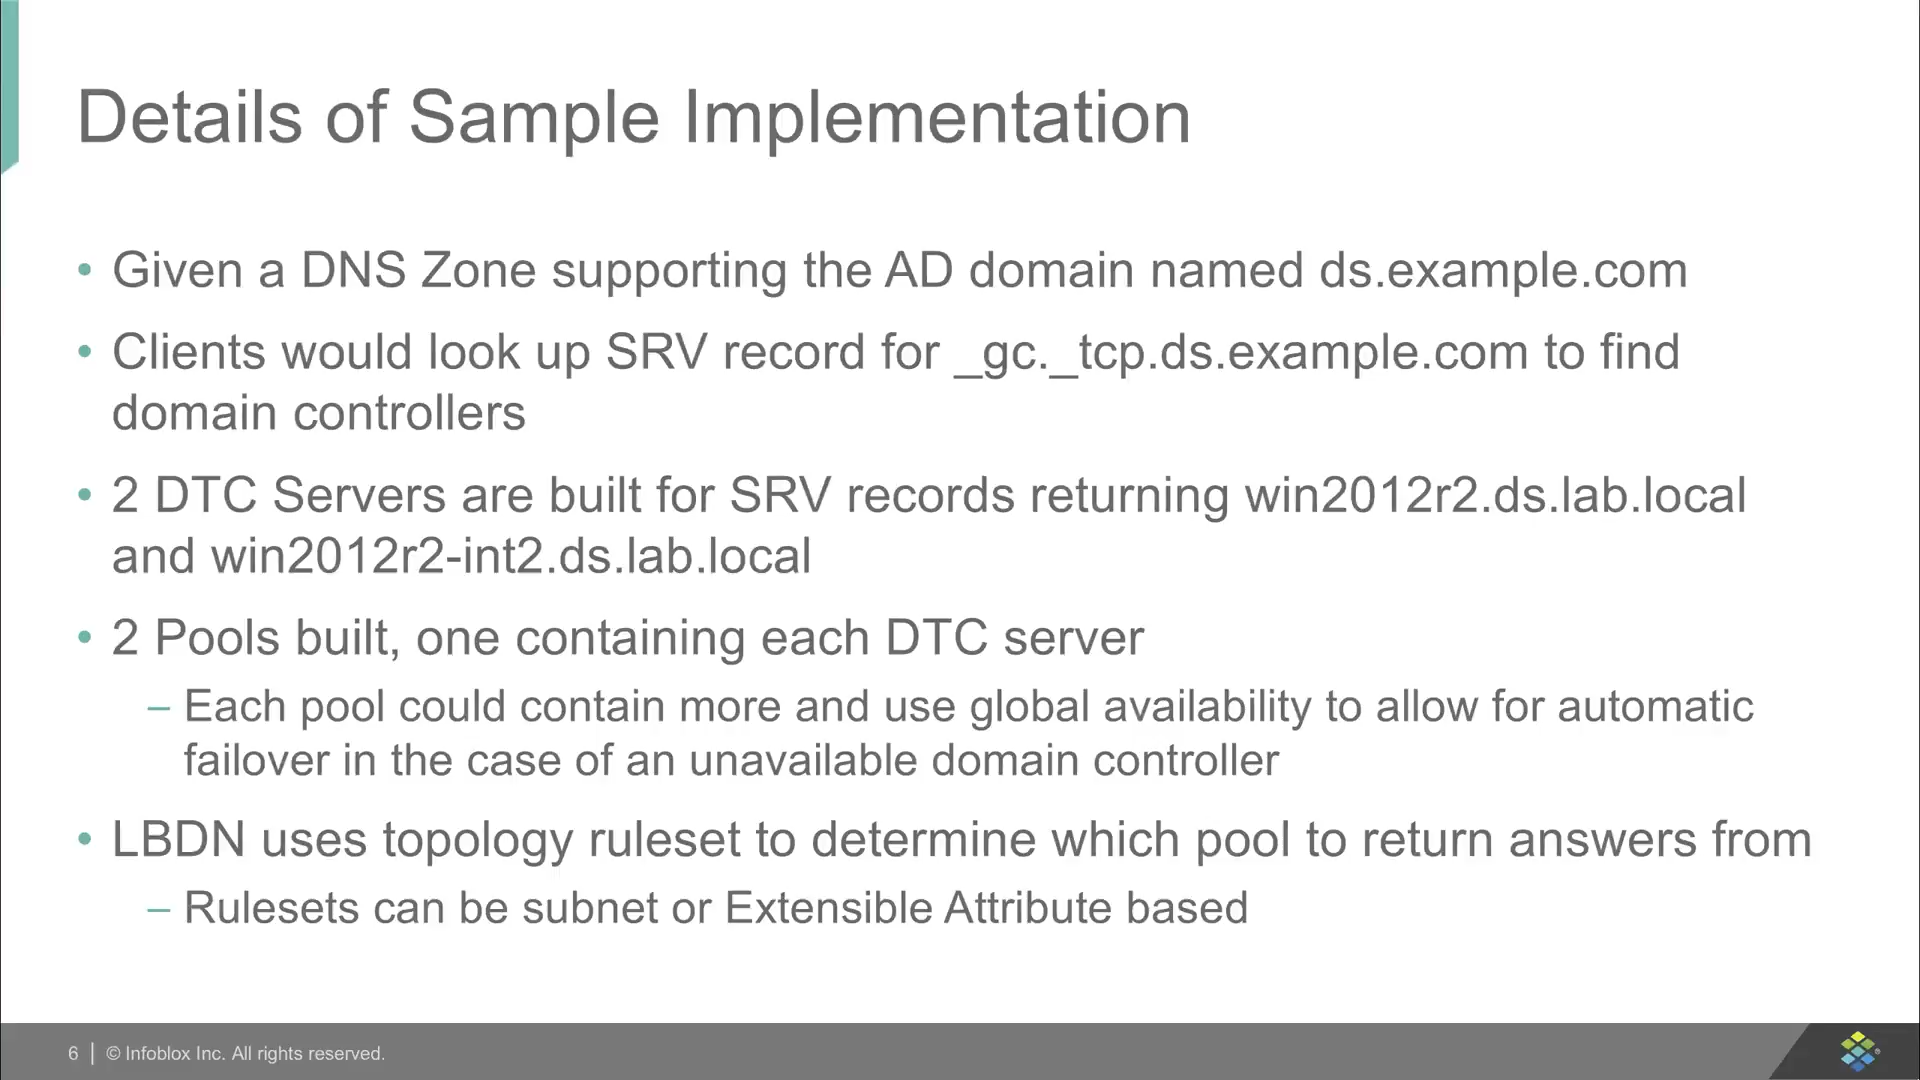 Details of Sample Implementation
• Given a DNS Zone supporting the AD domain named ds.example.com
• Clients would look up SRV record for _gc._tcp.ds.example.com to find
domain controllers
• 2 DTC Servers are built for SRV records returning win2012r2.ds.lab.local
and win2012r2-int2.ds.lab.local
• 2 Pools built, one containing each DTC server
– Each pool could contain more and use global availability to allow for automatic
failover in the case of an unavailable domain controller
• LBDN uses topology ruleset to determine which pool to return answers from
– Rulesets can be subnet or Extensible Attribute based
6 | © Infoblox Inc. All rights reserved.
®